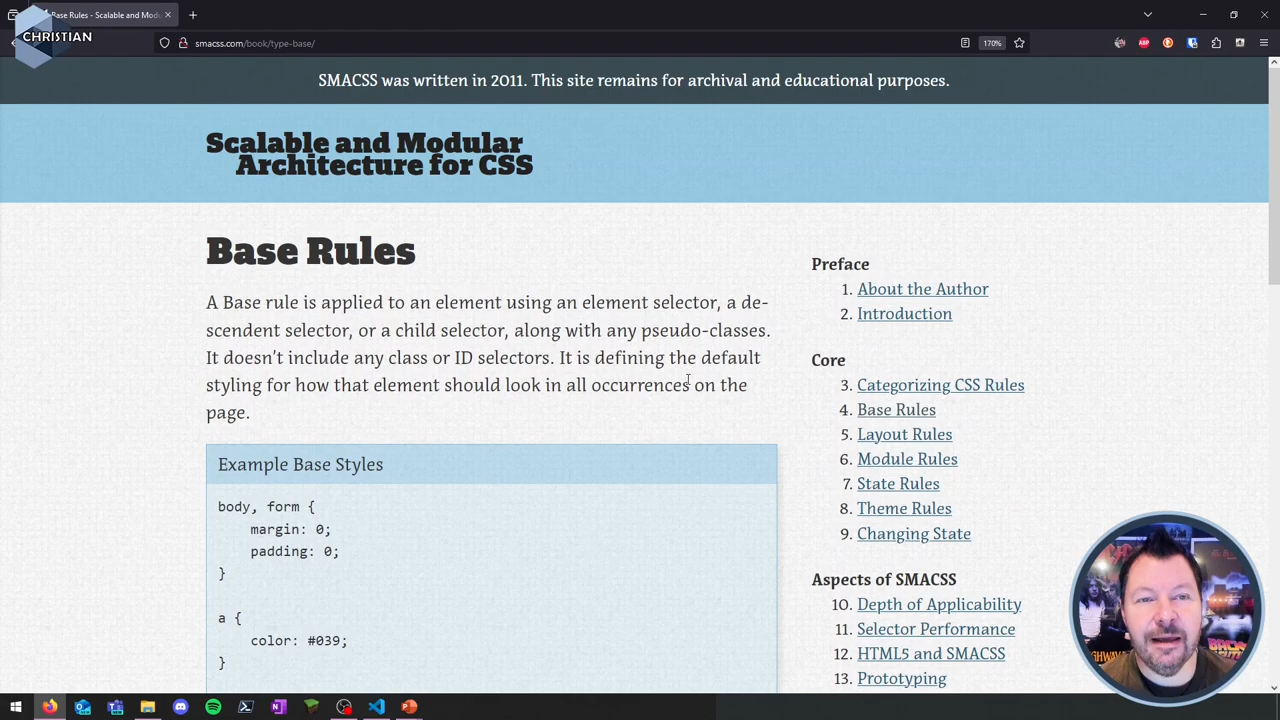 Base Rules - Scalable and Modu
CHRISTIAN
smacss.com/book/type-base/
170%
SMACSS was written in 2011. This site remains for archival and educational purposes.
Scalable and Modular
Architecture for CSS
Base Rules
A Base rule is applied to an element using an element selector, a de-
scendent selector, or a child selector, along with any pseudo-classes.
It doesn't include any class or ID selectors. It is defining the default
styling for how that element should look in all occurrences on the
page.
Example Base Styles
body, form {
margin: 0;
padding: 0;
}
a {
color: #039;
}
Preface
1. About the Author
2. Introduction
Core
3. Categorizing CSS Rules
4. Base Rules
5. Layout Rules
6. Module Rules
7. State Rules
8. Theme Rules
9. Changing State
Aspects of SMACSS
10. Depth of Applicability
11. Selector Performance
12. HTML5 and SMACSS
13. Prototyping